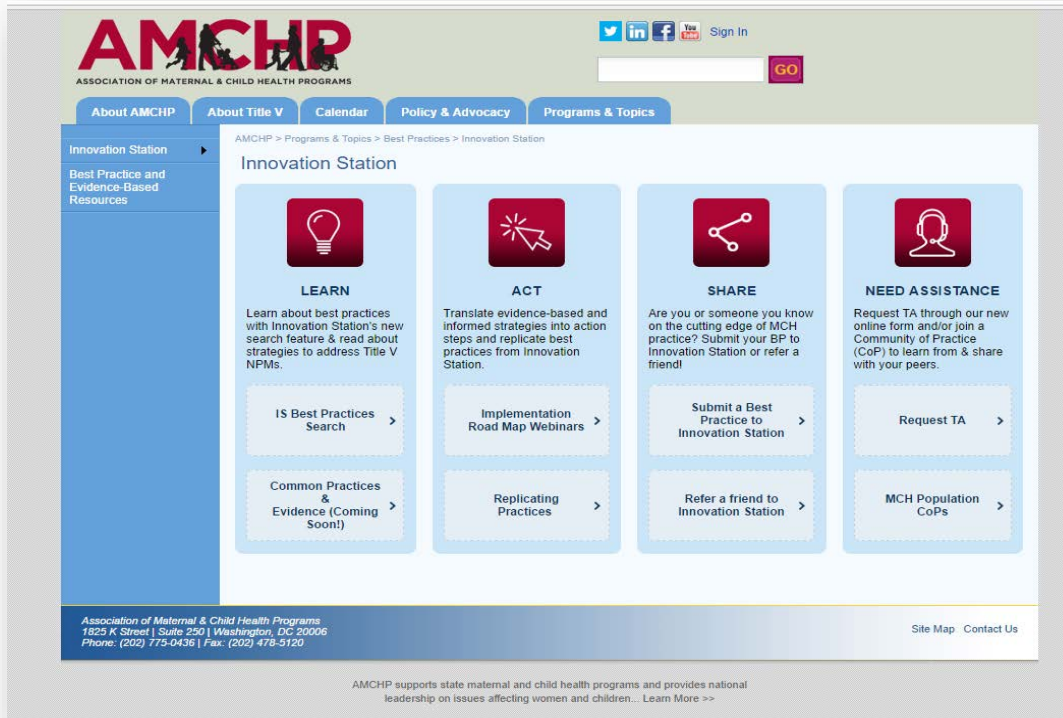 AMCHP
ASSOCIATION OF MATERNAL & CHILD HEALTH PROGRAMS
in f You Tube Sign In
GO
About AMCHP About Title V Calendar Policy & Advocacy Programs & Topics
Innovation Station
Best Practice and
Evidence-Based
Resources
AMCHP > Programs & Topics > Best Practices > Innovation Station
Innovation Station
LEARN
Learn about best practices
with Innovation Station's new
search feature & read about
strategies to address Title V
NPMs.
IS Best Practices
Search
Common Practices
&
Evidence (Coming
Soon!)
ACT
Translate evidence-based and
informed strategies into action
steps and replicate best
practices from Innovation
Station.
Implementation
Road Map Webinars
Replicating
Practices
SHARE
Are you or someone you know
on the cutting edge of MCH
practice? Submit your BP to
Innovation Station or refer a
friend!
Submit a Best
Practice to
Innovation Station
Refer a friend to
Innovation Station
NEED ASSISTANCE
Request TA through our new
online form and/or join a
Community of Practice
(CoP) to learn from & share
with your peers.
Request TA
MCH Population
CoPs
Association of Maternal & Child Health Programs
1825 K Street | Suite 250 | Washington, DC 20006
Phone: (202) 775-0436 | Fax: (202) 478-5120
Site Map Contact Us
AMCHP supports state maternal and child health programs and provides national
leadership on issues affecting women and children... Learn More >>